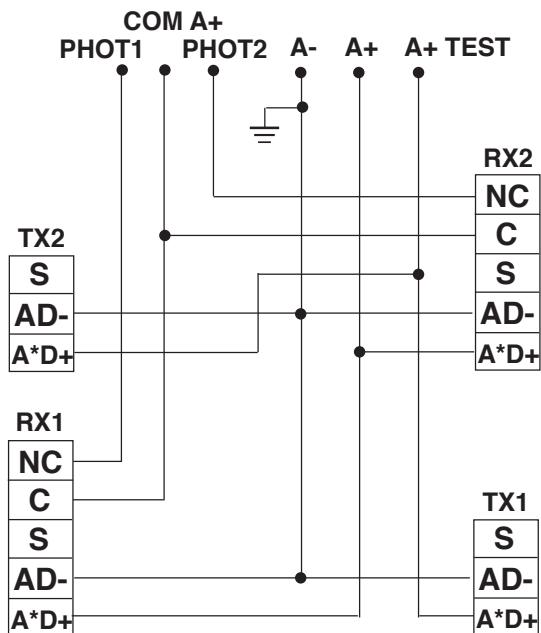 COM A+
PHOT1 PHOT2 A- A+ A+ TEST
RX2
NC
C
S
AD-
A*D+
TX2
S
AD-
A*D+
RX1
NC
C
S
AD-
A*D+
TX1
S
AD-
A*D+